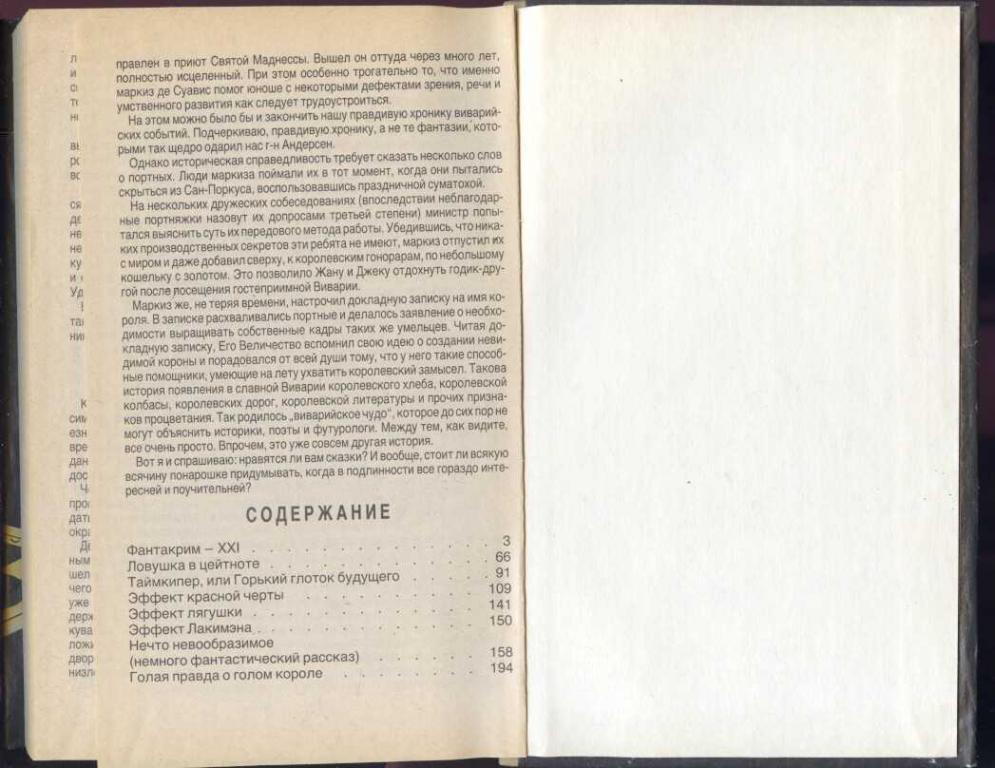 правлен в приют Святой Маднессы. Вышел он оттуда через много лет,
полностью исцеленный. При этом особенно трогательно то, что именно
маркиз де Суавис помог юноше с некоторыми дефектами зрения, речи и
умственного развития как следует трудоустроиться.
На этом можно было бы и закончить нашу правдивую хронику виварий-
ских событий. Подчеркиваю, правдивую хронику, а не те фантазии, кото-
рыми так щедро одарил нас г-н Андерсен.
Однако историческая справедливость требует сказать несколько слов
о портных. Люди маркиза поймали их в тот момент, когда они пытались
скрыться из Сан-Поркуса, воспользовавшись праздничной суматохой.
На нескольких дружеских собеседованиях (впоследствии неблагодар-
ные портняжки назовут их допросами третьей степени) министр попы-
тался выяснить суть их передового метода работы. Убедившись, что ника-
ких производственных секретов эти ребята не имеют, маркиз отпустил их
с миром и даже добавил сверху, к королевским гонорарам, по небольшому
кошельку с золотом. Это позволило Жану и Джеку отдохнуть годик-дру-
гой после посещения гостеприимной Виварии.
Маркиз же, не теряя времени, настрочил докладную записку на имя ко-
роля. В записке расхваливались портные и делалось заявление о необхо-
димости выращивать собственные кадры таких же умельцев. Читая до-
кладную записку, Его Величество вспомнил свою идею о создании неви-
димой короны и порадовался от всей души тому, что у него такие способ-
ные помощники, умеющие на лету ухватить королевский замысел. Такова
история появления в славной Виварии королевского хлеба, королевской
колбасы, королевских дорог, королевской литературы и прочих призна-
ков процветания. Так родилось „виварийское чудо“, которое до сих пор не
могут объяснить историки, поэты и футурологи. Между тем, как видите,
все очень просто. Впрочем, это уже совсем другая история.
Вот я и спрашиваю: нравятся ли вам сказки? И вообще, стоит ли всякую
всячину понарошке придумывать, когда в подлинности все гораздо инте-
ресней и поучительней?
СОДЕРЖАНИЕ
Фантакрим – XXI . . . . . . . . . . . . 3
Ловушка в цейтноте . . . . . . . . . . . 66
Таймкипер, или Горький глоток будущего . . . . 91
Эффект красной черты . . . . . . . . . . 109
Эффект лягушки . . . . . . . . . . . . 141
Эффект Лакимэна . . . . . . . . . . . . 150
Нечто невообразимое
(немного фантастический рассказ) . . . . . . 158
Голая правда о голом короле . . . . . . . 194